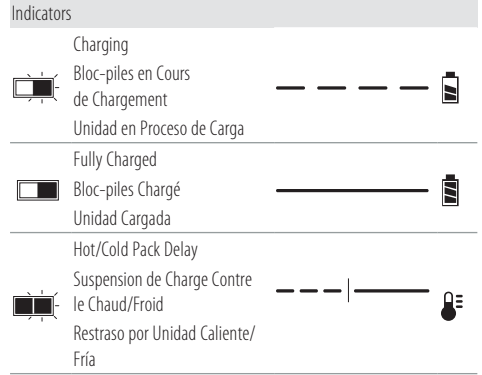 Indicators
Charging
Bloc-piles en Cours
de Chargement
Unidad en Proceso de Carga
Fully Charged
Bloc-piles Chargé
Unidad Cargada
Hot/Cold Pack Delay
Suspension de Charge Contre
le Chaud/Froid
Restraso por Unidad Caliente/
Fría